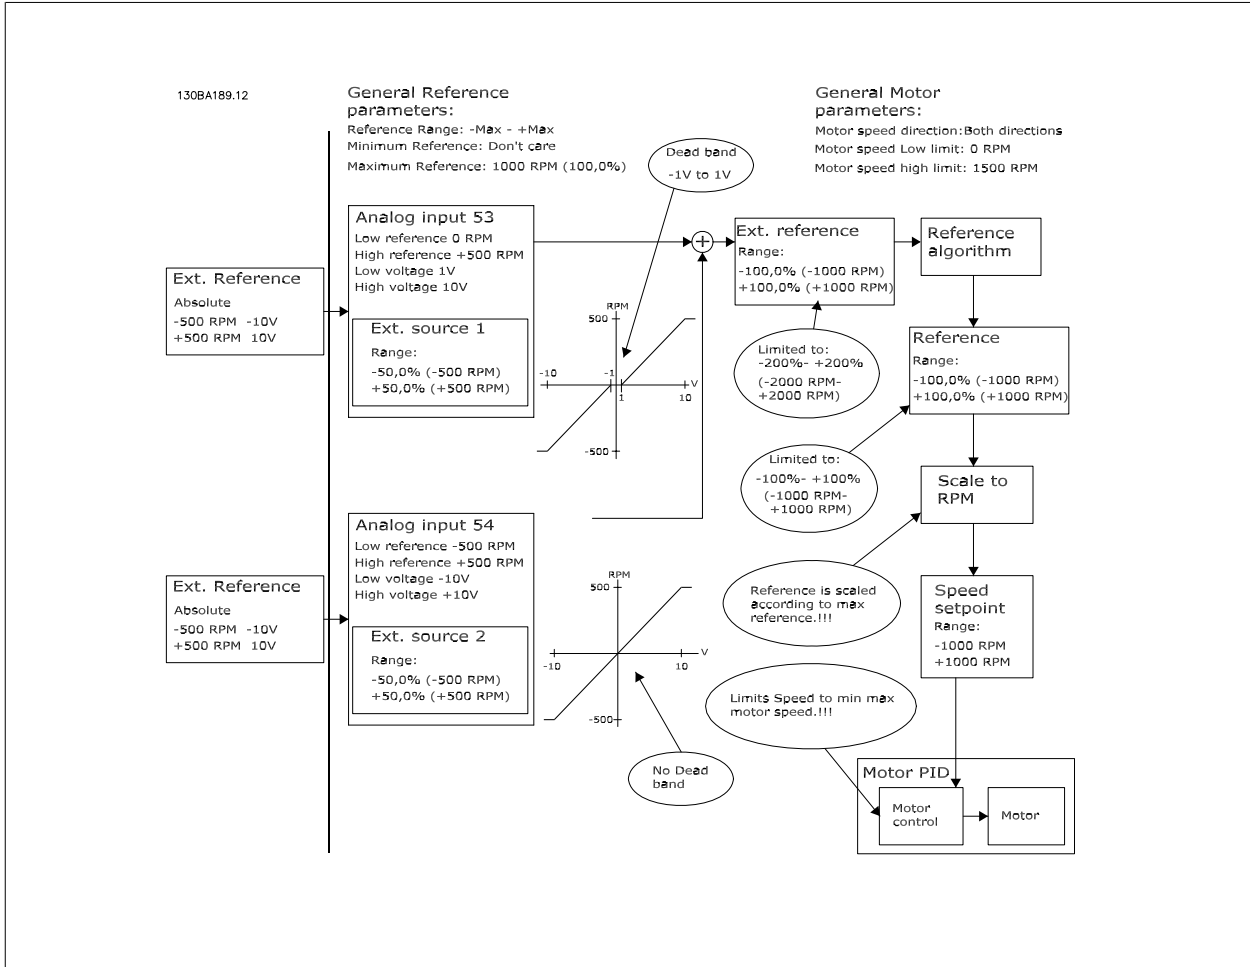 130BA189.12
General Reference
parameters:
Reference Range: -Max - +Max
Minimum Reference: Don't care
Maximum Reference: 1000 RPM (100,0%)
General Motor
parameters:
Motor speed direction:Both directions
Motor speed Low limit: 0 RPM
Motor speed high limit: 1500 RPM
Dead band
-1V to 1V
Ext. Reference
Absolute
-500 RPM -10V
+500 RPM 10V
Analog input 53
Low reference 0 RPM
High reference +500 RPM
Low voltage 1V
High voltage 10V
Ext. source 1
Range:
-50,0% (-500 RPM)
+50,0% (+500 RPM)
RPM
500
-10
-1
V
1
10
-500
Ext. reference
Range:
-100,0% (-1000 RPM)
+100,0% (+1000 RPM)
Reference
algorithm
Limited to:
-200%- +200%
(-2000 RPM-
+2000 RPM)
Reference
Range:
-100,0% (-1000 RPM)
+100,0% (+1000 RPM)
Limited to:
-100%- +100%
(-1000 RPM-
+1000 RPM)
Scale to
RPM
Ext. Reference
Absolute
-500 RPM -10V
+500 RPM 10V
Analog input 54
Low reference -500 RPM
High reference +500 RPM
Low voltage -10V
High voltage +10V
Ext. source 2
Range:
-50,0% (-500 RPM)
+50,0% (+500 RPM)
RPM
500
-10
10
V
-500
No Dead
band
Reference is scaled
according to max
reference.!!!
Speed
setpoint
Range:
-1000 RPM
+1000 RPM
Limits Speed to min max
motor speed.!!!
Motor PID
Motor
control
Motor